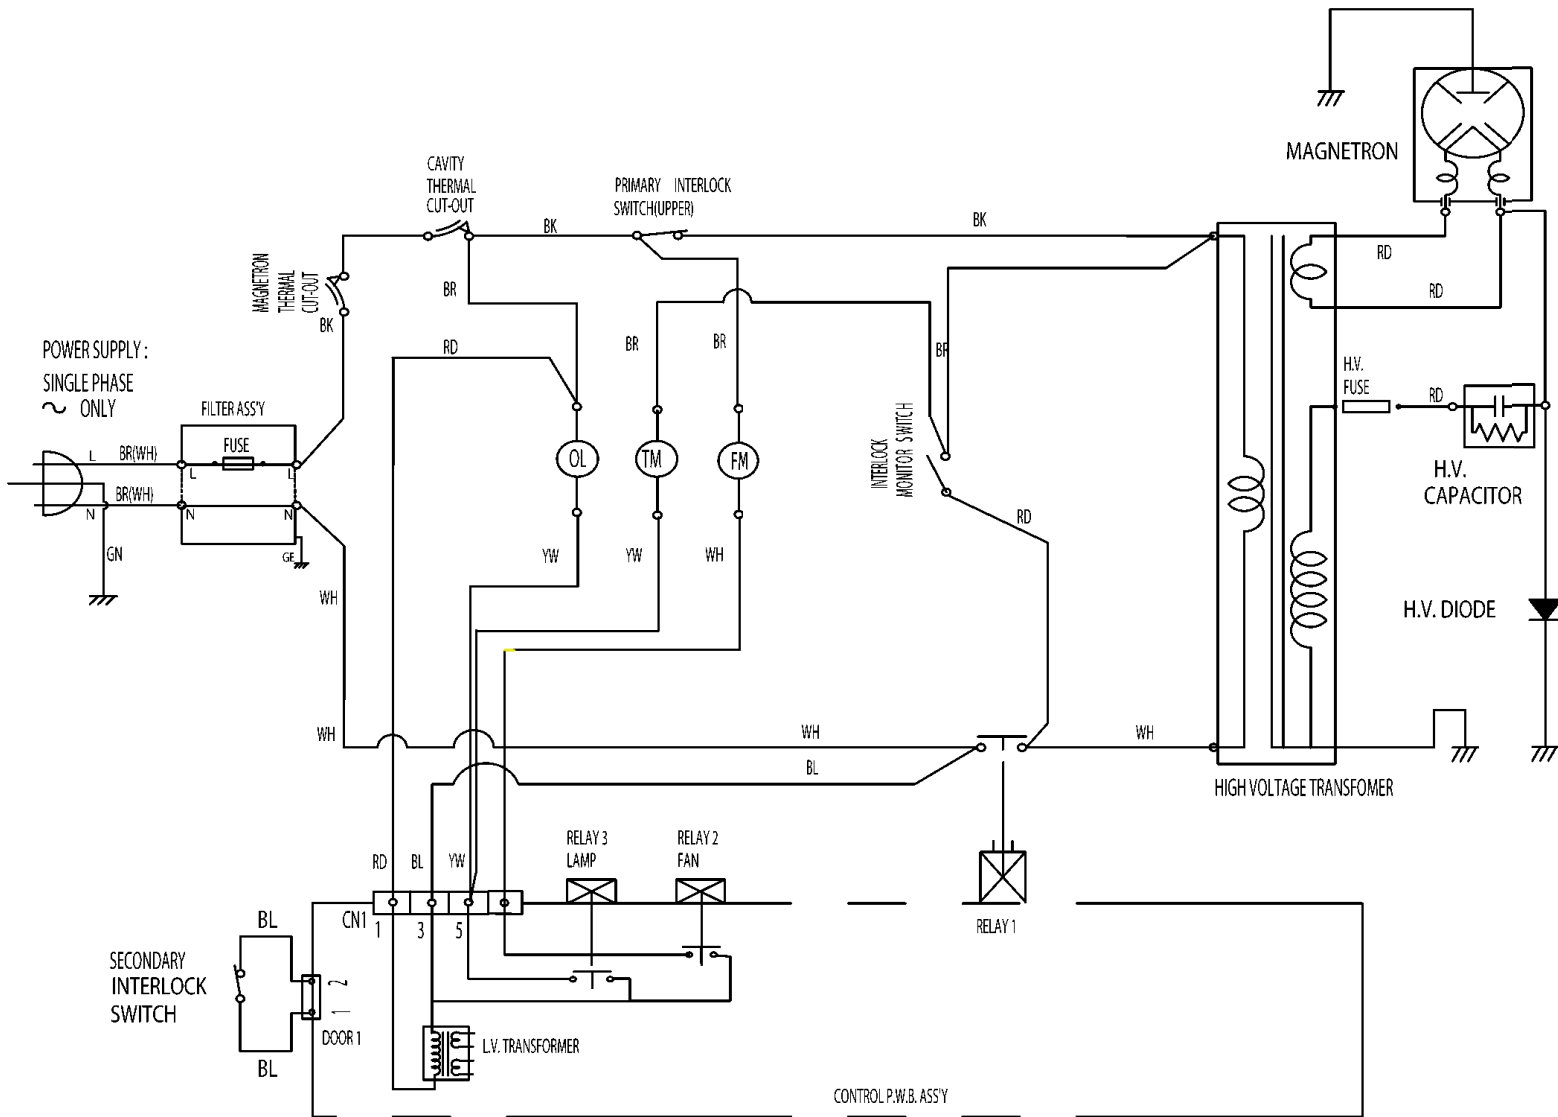 MAGNETRON
CAVITY
THERMAL
CUT-OUT
PRIMARY INTERLOCK
SWITCH(UPPER)
BK
BK
RD
RD
MAGNETRON
THERMAL
CUT-OUT
BK
BR
RD
BR
BR
BR
POWER SUPPLY :
SINGLE PHASE
~ ONLY
FILTER ASS'Y
FUSE
L
BR(WH)
L
L
BR(WH)
N
N
N
GN
GE
OL
TM
FM
INTERLOCK
MONITOR SWITCH
RD
H.V.
FUSE
RD
H.V.
CAPACITOR
H.V. DIODE
YW
YW
WH
WH
WH
WH
BL
WH
HIGH VOLTAGE TRANSFOMER
RD
BL
YW
RELAY 3
LAMP
RELAY 2
FAN
RELAY 1
CN1
1
3
5
BL
SECONDARY
INTERLOCK
SWITCH
2
1
DOOR 1
BL
L.V. TRANSFORMER
CONTROL P.W.B. ASS'Y